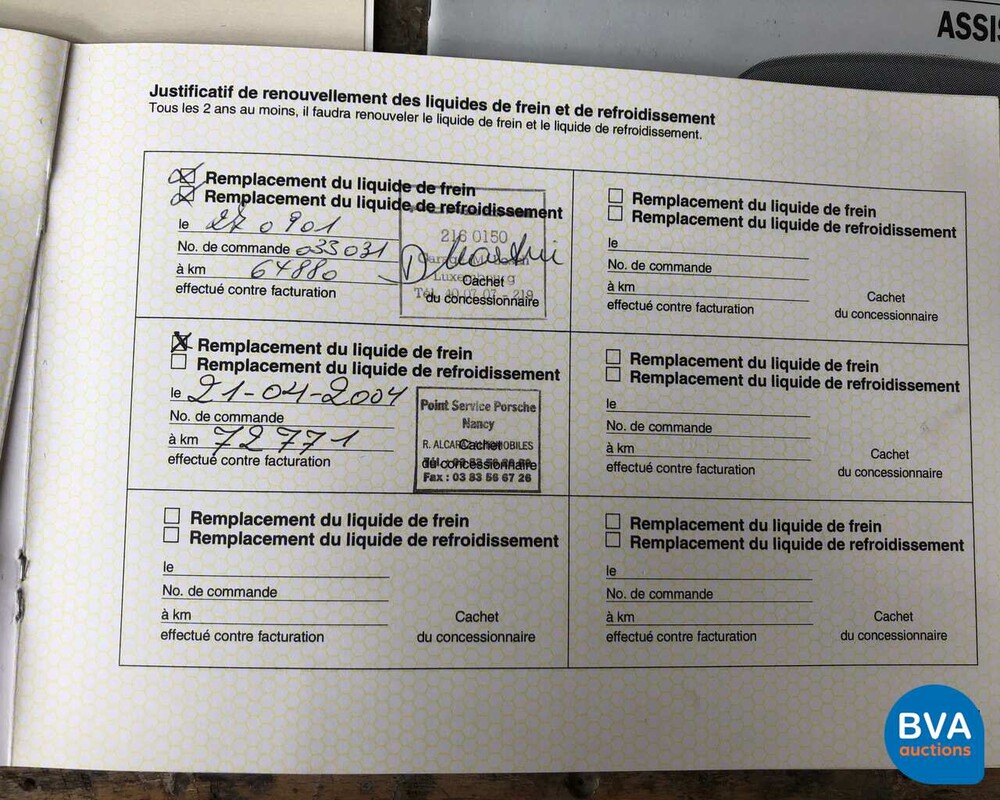 ASSI
Justificatif de renouvellement des liquides de frein et de refroidissement
Tous les 2 ans au moins, il faudra renouveler le liquide de frein et le liquide de refroidissement.
Remplacement du liquide de frein
Remplacement du liquide de refroidissement
le 27 0901
No. de commande 033031
à km 64880
effectué contre facturation
216 0150
Luxembourg
Cachet
du concessionnaire
Remplacement du liquide de frein
Remplacement du liquide de refroidissement
le
No. de commande
à km
effectué contre facturation
Cachet
du concessionnaire
Remplacement du liquide de frein
Remplacement du liquide de refroidissement
le 21-04-2004
No. de commande
à km 72771
effectué contre facturation
Point Service Porsche
Nancy
Cachet
du concessionnaire
Fax : 03 83 56 67 26
Remplacement du liquide de frein
Remplacement du liquide de refroidissement
le
No. de commande
à km
effectué contre facturation
Cachet
du concessionnaire
Remplacement du liquide de frein
Remplacement du liquide de refroidissement
le
No. de commande
à km
effectué contre facturation
Cachet
du concessionnaire
Remplacement du liquide de frein
Remplacement du liquide de refroidissement
le
No. de commande
à km
effectué contre facturation
Cachet
du concessionnaire
BVA
auctions